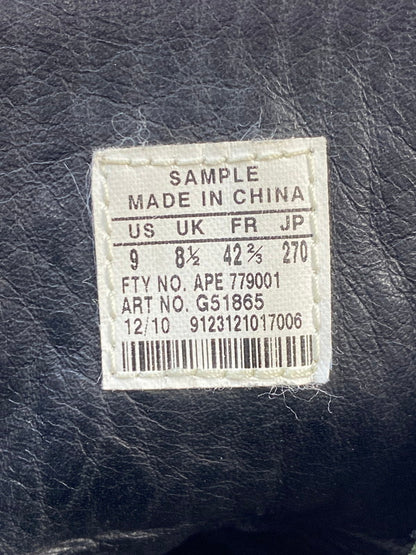 SAMPLE
MADE IN CHINA
US UK FR JP
9 8½ 42⅔ 270
FTY NO. APE 779001
ART NO. G51865
12/10 9123121017006